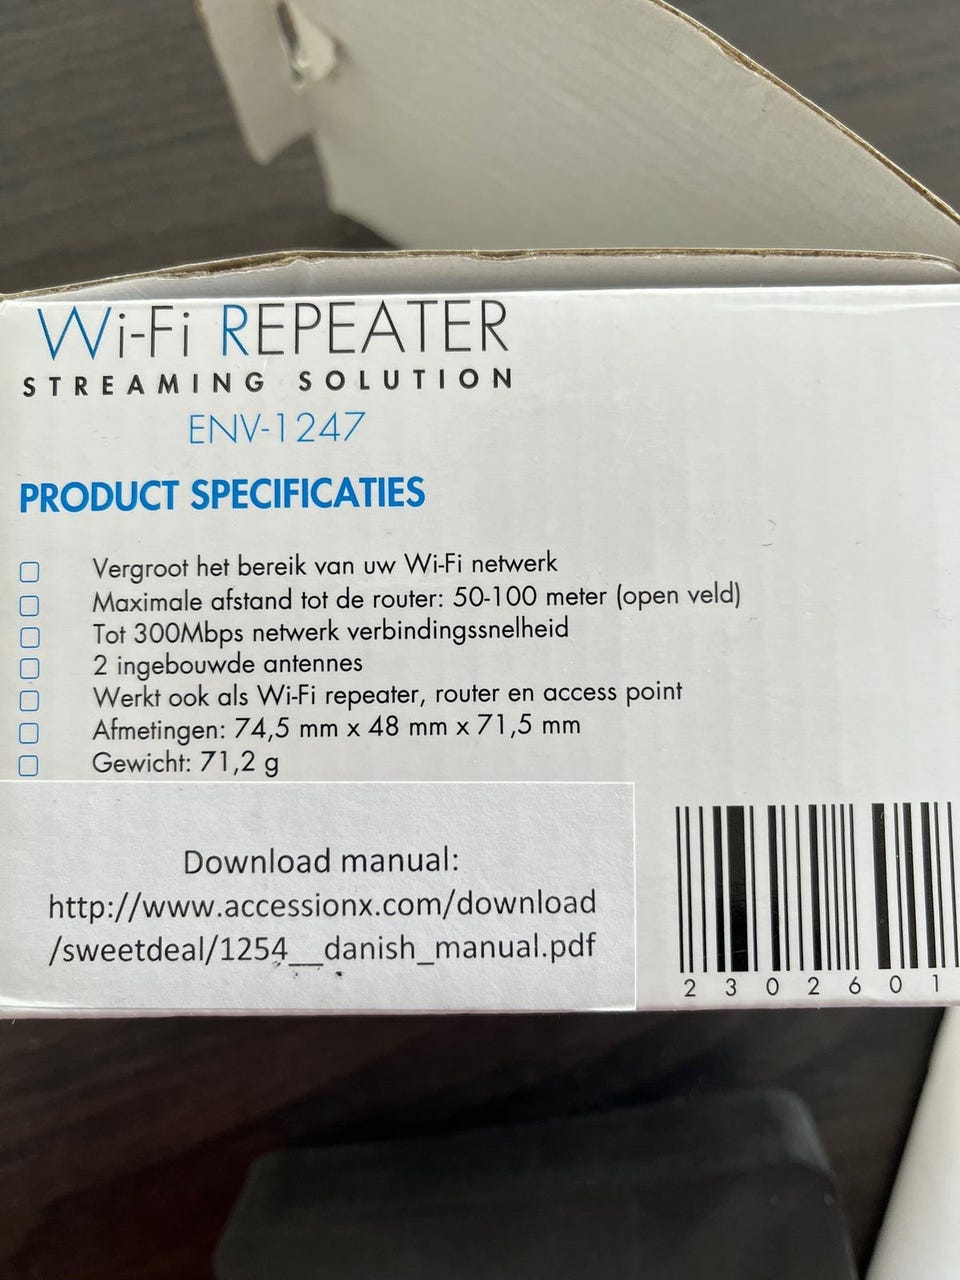 Wi-Fi REPEATER
STREAMING SOLUTION
ENV-1247
PRODUCT SPECIFICATIES
Vergroot het bereik van uw Wi-Fi netwerk
Maximale afstand tot de router: 50-100 meter (open veld)
Tot 300Mbps netwerk verbindingssnelheid
2 ingebouwde antennes
Werkt ook als Wi-Fi repeater, router en access point
Afmetingen: 74,5 mm x 48 mm x 71,5 mm
Gewicht: 71,2 g
Download manual:
http://www.accessionx.com/download
/sweetdeal/1254__danish_manual.pdf
2 3 0 2 6 0 1